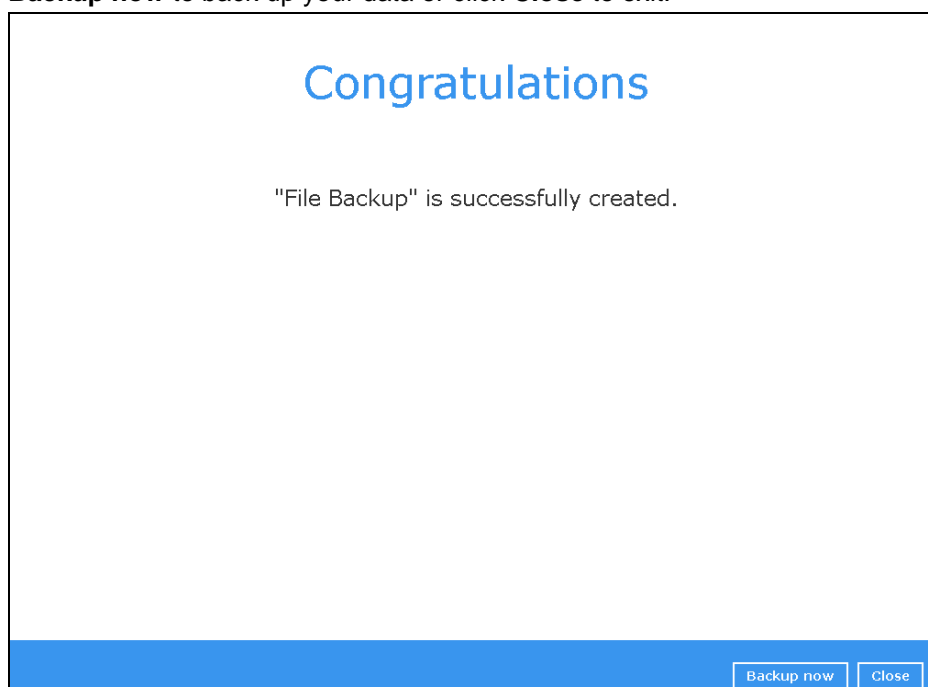 Backup now to back up your data or click Close to exit.
Congratulations
"File Backup" is successfully created.
Backup now Close